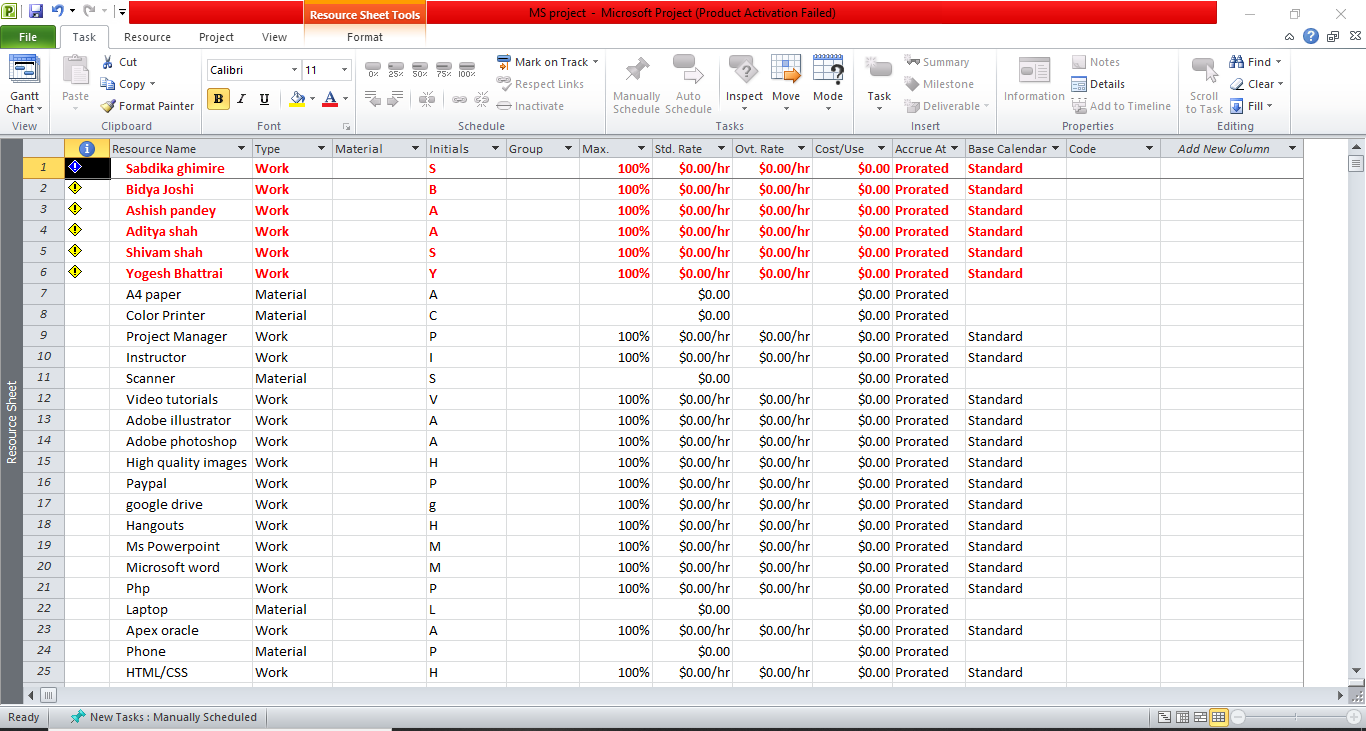 Resource Sheet Tools MS project - Microsoft Project (Product Activation Failed)
File Task Resource Project View Format
Gantt Chart View
Paste Cut Copy Format Painter Clipboard
Calibri 11 B I U Font
0% 25% 50% 75% 100% Mark on Track Respect Links Inactivate Schedule
Manually Schedule Auto Schedule Inspect Move Mode Tasks
Task Summary Milestone Deliverable Insert
Information Notes Details Add to Timeline Properties
Scroll to Task Find Clear Fill Editing
Resource Name Type Material Initials Group Max. Std. Rate Ovt. Rate Cost/Use Accrue At Base Calendar Code Add New Column
1 Sabdika ghimire Work S 100% $0.00/hr $0.00/hr $0.00 Prorated Standard
2 Bidya Joshi Work B 100% $0.00/hr $0.00/hr $0.00 Prorated Standard
3 Ashish pandey Work A 100% $0.00/hr $0.00/hr $0.00 Prorated Standard
4 Aditya shah Work A 100% $0.00/hr $0.00/hr $0.00 Prorated Standard
5 Shivam shah Work S 100% $0.00/hr $0.00/hr $0.00 Prorated Standard
6 Yogesh Bhattrai Work Y 100% $0.00/hr $0.00/hr $0.00 Prorated Standard
7 A4 paper Material A $0.00 $0.00 Prorated
8 Color Printer Material C $0.00 $0.00 Prorated
9 Project Manager Work P 100% $0.00/hr $0.00/hr $0.00 Prorated Standard
10 Instructor Work I 100% $0.00/hr $0.00/hr $0.00 Prorated Standard
11 Scanner Material S $0.00 $0.00 Prorated
12 Video tutorials Work V 100% $0.00/hr $0.00/hr $0.00 Prorated Standard
13 Adobe illustrator Work A 100% $0.00/hr $0.00/hr $0.00 Prorated Standard
14 Adobe photoshop Work A 100% $0.00/hr $0.00/hr $0.00 Prorated Standard
15 High quality images Work H 100% $0.00/hr $0.00/hr $0.00 Prorated Standard
16 Paypal Work P 100% $0.00/hr $0.00/hr $0.00 Prorated Standard
17 google drive Work g 100% $0.00/hr $0.00/hr $0.00 Prorated Standard
18 Hangouts Work H 100% $0.00/hr $0.00/hr $0.00 Prorated Standard
19 Ms Powerpoint Work M 100% $0.00/hr $0.00/hr $0.00 Prorated Standard
20 Microsoft word Work M 100% $0.00/hr $0.00/hr $0.00 Prorated Standard
21 Php Work P 100% $0.00/hr $0.00/hr $0.00 Prorated Standard
22 Laptop Material L $0.00 $0.00 Prorated
23 Apex oracle Work A 100% $0.00/hr $0.00/hr $0.00 Prorated Standard
24 Phone Material P $0.00 $0.00 Prorated
25 HTML/CSS Work H 100% $0.00/hr $0.00/hr $0.00 Prorated Standard
Resource Sheet
Ready New Tasks : Manually Scheduled